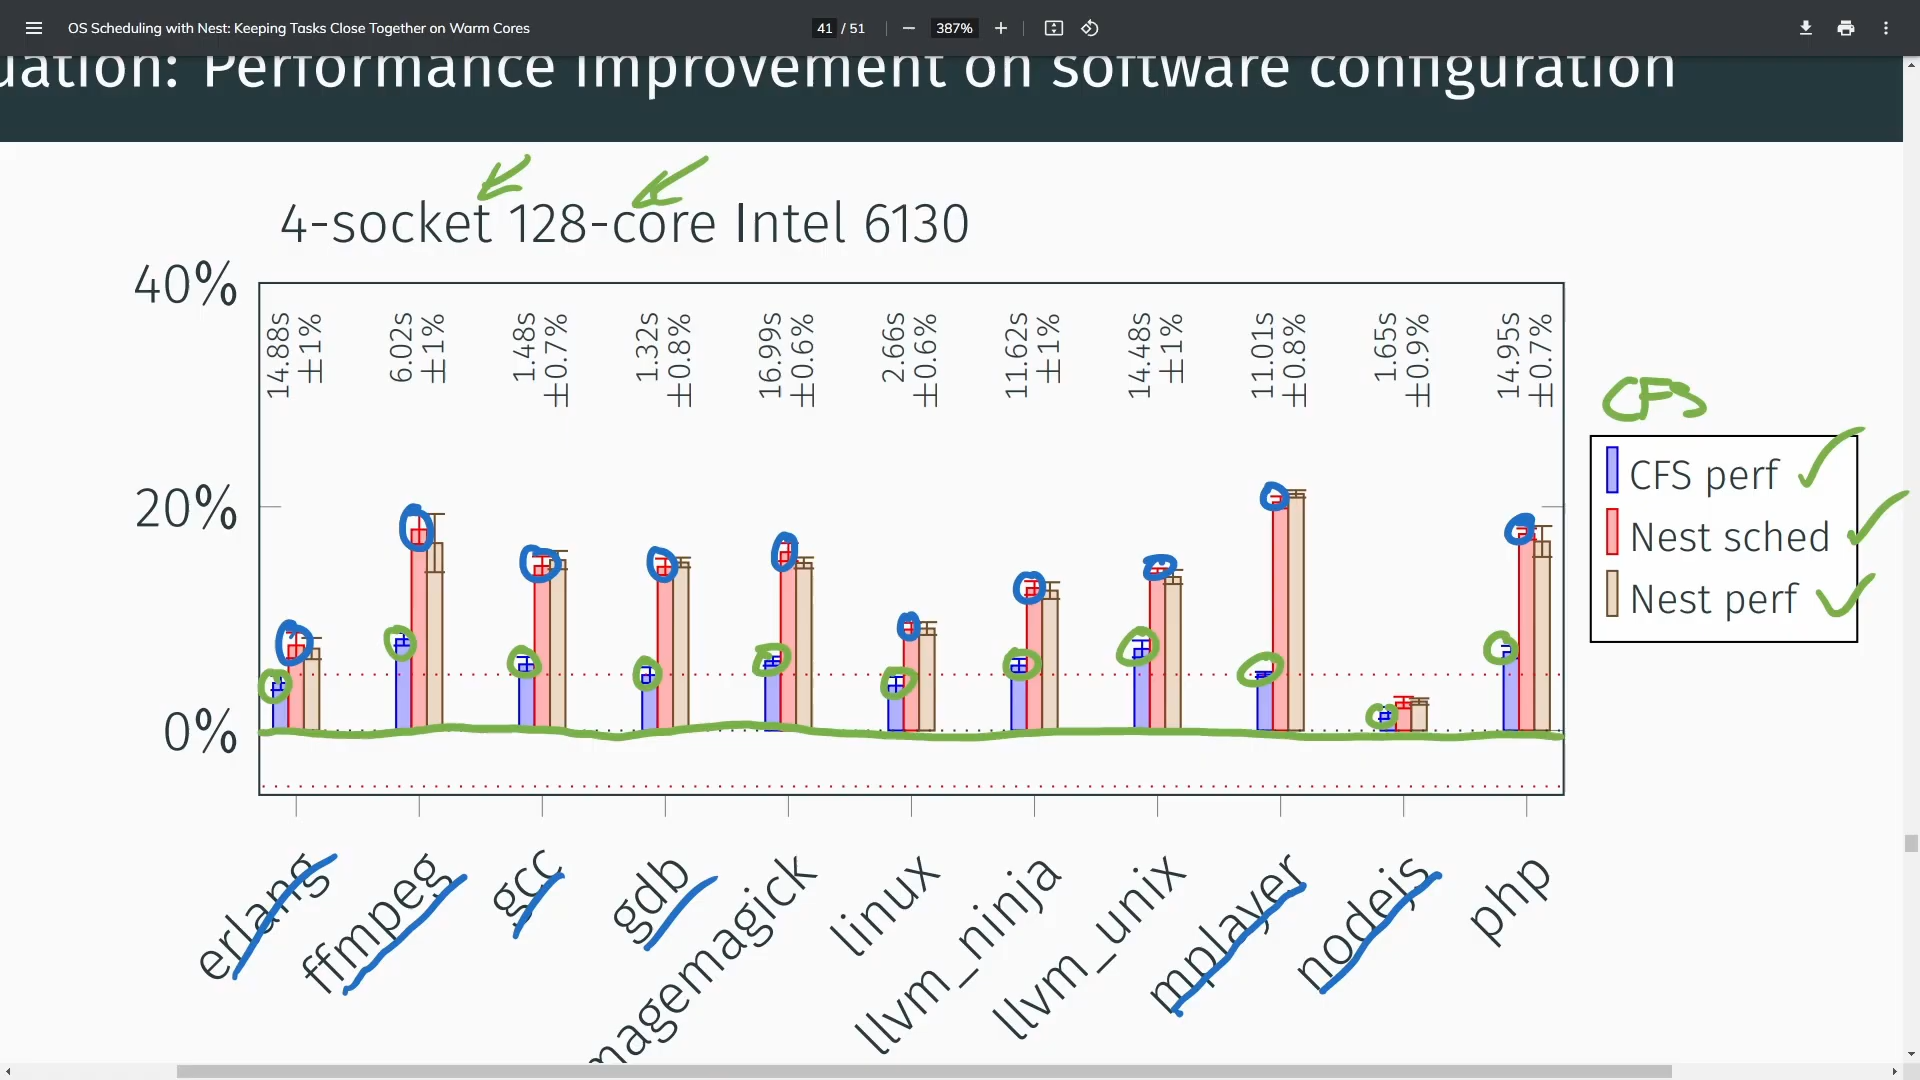 OS Scheduling with Nest: Keeping Tasks Close Together on Warm Cores
41 / 51
387%
uation: Performance improvement on software configuration
4-socket 128-core Intel 6130
40%
20%
0%
14.88s ±1%
6.02s ±1%
1.48s ±0.7%
1.32s ±0.8%
16.99s ±0.6%
2.66s ±0.6%
11.62s ±1%
14.48s ±1%
11.01s ±0.8%
1.65s ±0.9%
14.95s ±0.7%
CFS
CFS perf
Nest sched
Nest perf
erlang
ffmpeg
gcc
gdb
magemagick
linux
llvm_ninja
llvm_unix
mplayer
nodejs
php